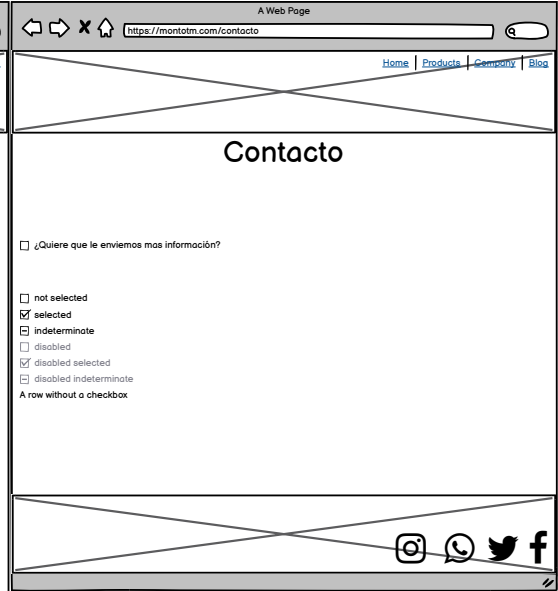 A Web Page
https://montotm.com/contacto
Home Products Company Blog
Contacto
¿Quiere que le enviemos mas información?
not selected
selected
indeterminate
disabled
disabled selected
disabled indeterminate
A row without a checkbox